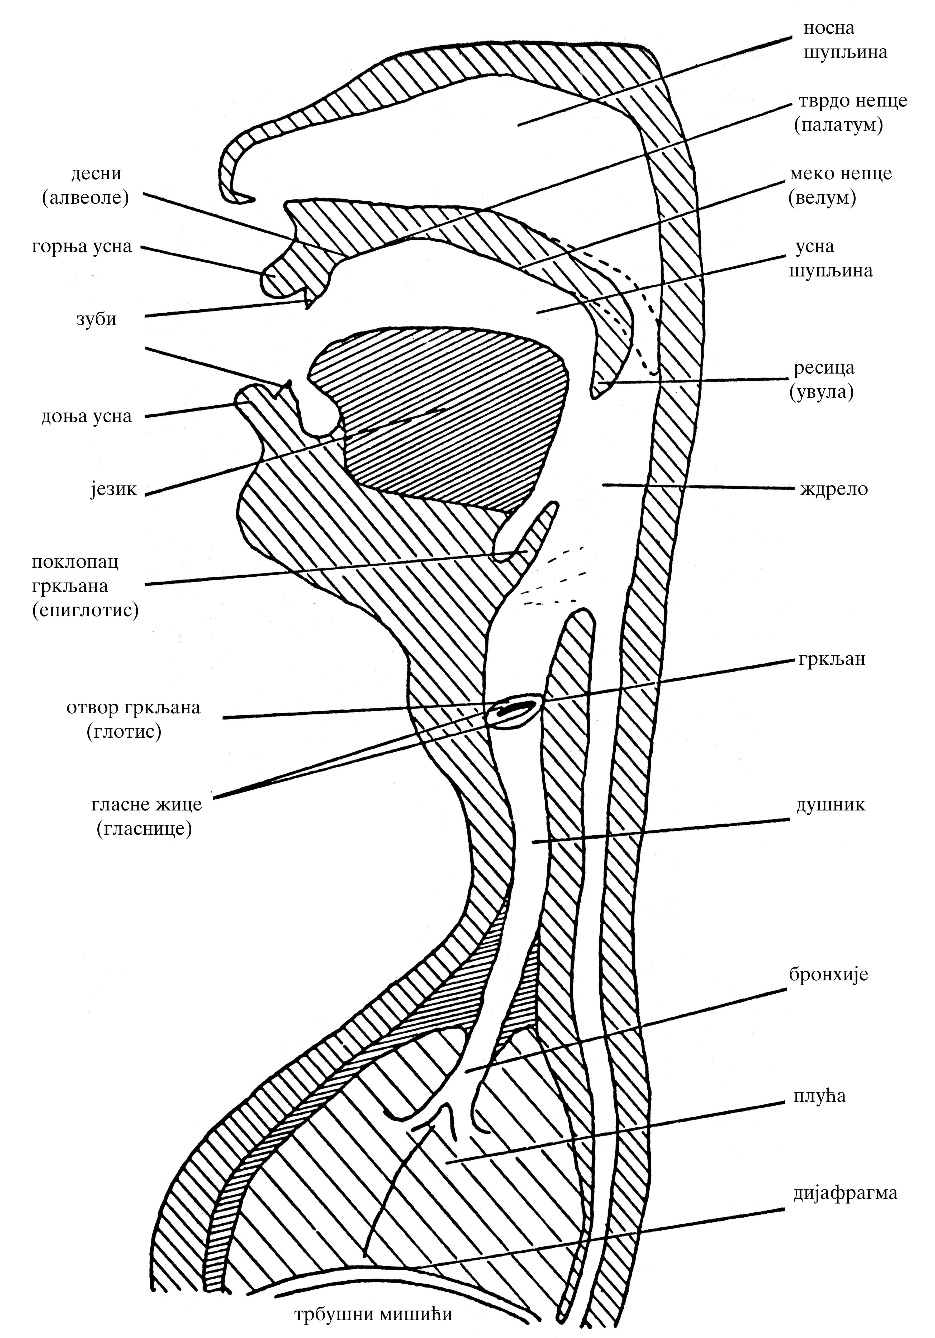 носна
шупљина
тврдо непце
(палатум)
десни
(алвеоле)
меко непце
(велум)
горња усна
усна
шупљина
зуби
ресица
(увула)
доња усна
језик
ждрело
поклопац
гркљана
(епиглотис)
гркљан
отвор гркљана
(глотис)
гласне жице
(гласнице)
душник
бронхије
плућа
дијафрагма
трбушни мишићи